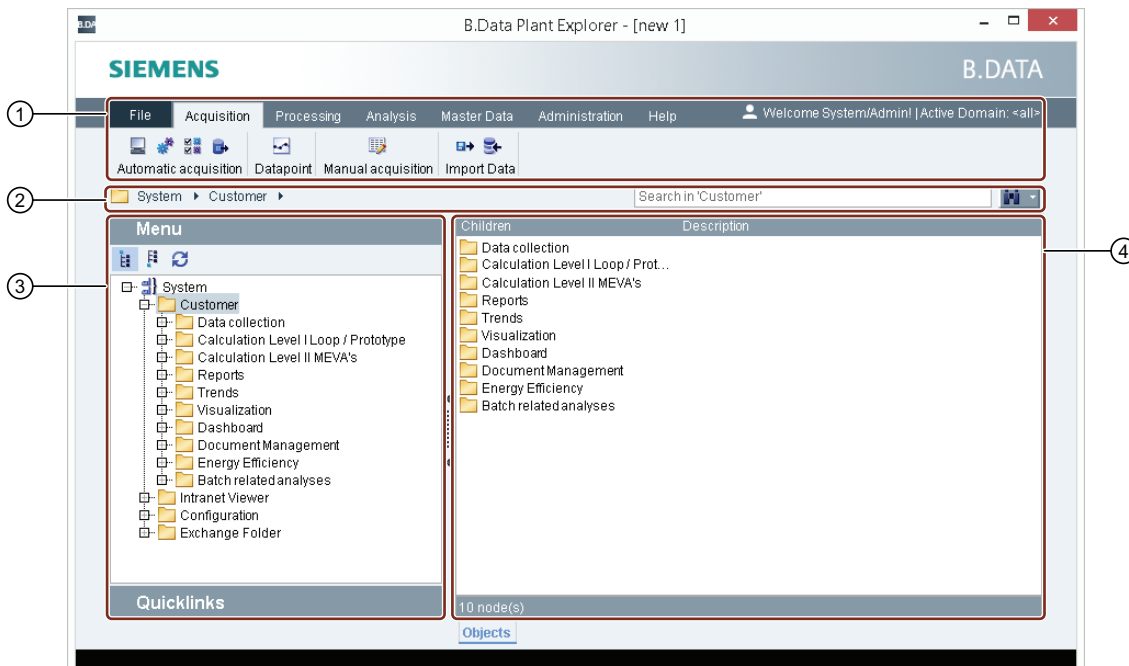 B.DA
B.Data Plant Explorer - [new 1]
SIEMENS
B.DATA
1
File Acquisition Processing Analysis Master Data Administration Help Welcome System/Admin! | Active Domain: <all>
Automatic acquisition Datapoint Manual acquisition Import Data
2
System Customer Search in 'Customer'
Menu
Children Description
4
3
System
Customer
Data collection
Calculation Level I Loop / Prototype
Calculation Level II MEVA's
Reports
Trends
Visualization
Dashboard
Document Management
Energy Efficiency
Batch related analyses
Intranet Viewer
Configuration
Exchange Folder
Quicklinks
Data collection
Calculation Level I Loop / Prot...
Calculation Level II MEVA's
Reports
Trends
Visualization
Dashboard
Document Management
Energy Efficiency
Batch related analyses
10 node(s)
Objects